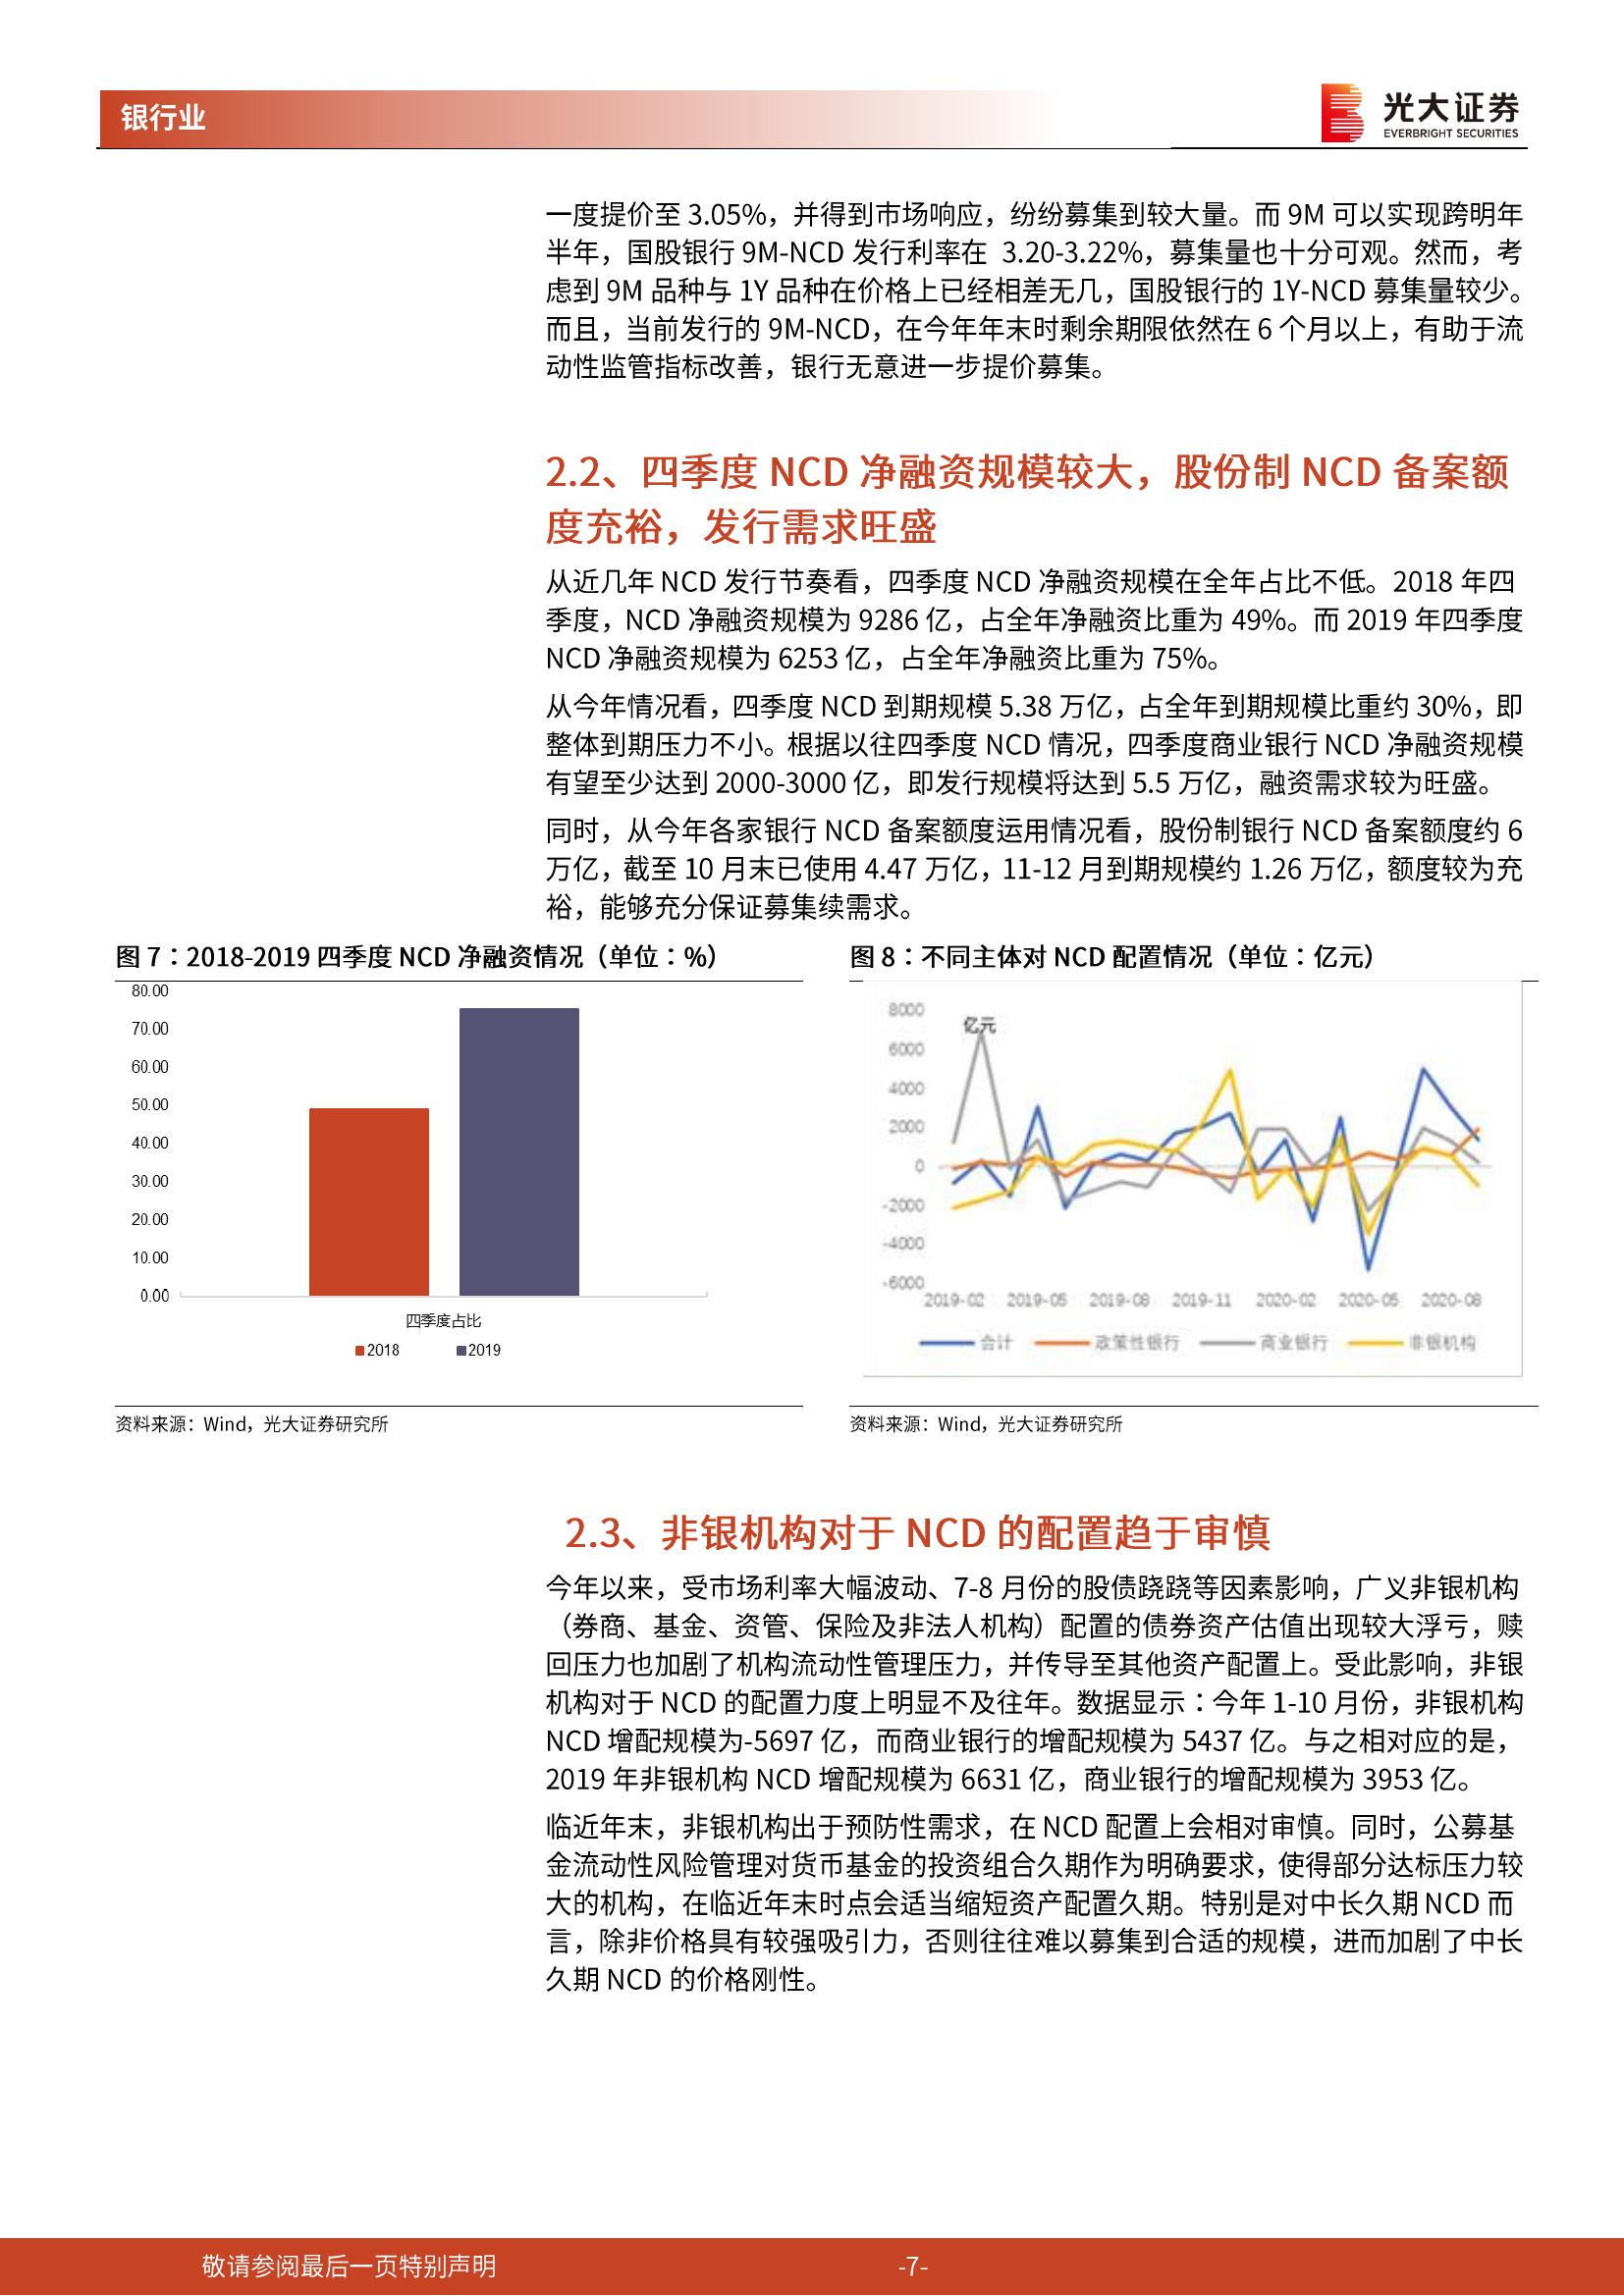 银行业
光大证券
EVERBRIGHT SECURITIES
一度提价至 3.05%，并得到市场响应，纷纷募集到较大量。而 9M 可以实现跨明年
半年，国股银行 9M-NCD 发行利率在 3.20-3.22%，募集量也十分可观。然而，考
虑到 9M 品种与 1Y 品种在价格上已经相差无几，国股银行的 1Y-NCD 募集量较少。
而且，当前发行的 9M-NCD，在今年年末时剩余期限依然在 6 个月以上，有助于流
动性监管指标改善，银行无意进一步提价募集。
2.2、四季度 NCD 净融资规模较大，股份制 NCD 备案额
度充裕，发行需求旺盛
从近几年 NCD 发行节奏看，四季度 NCD 净融资规模在全年占比不低。2018 年四
季度，NCD 净融资规模为 9286 亿，占全年净融资比重为 49%。而 2019 年四季度
NCD 净融资规模为 6253 亿，占全年净融资比重为 75%。
从今年情况看，四季度 NCD 到期规模 5.38 万亿，占全年到期规模比重约 30%，即
整体到期压力不小。根据以往四季度 NCD 情况，四季度商业银行 NCD 净融资规模
有望至少达到 2000-3000 亿，即发行规模将达到 5.5 万亿，融资需求较为旺盛。
同时，从今年各家银行 NCD 备案额度运用情况看，股份制银行 NCD 备案额度约 6
万亿，截至 10 月末已使用 4.47 万亿，11-12 月到期规模约 1.26 万亿，额度较为充
裕，能够充分保证募集续需求。
图 7：2018-2019 四季度 NCD 净融资情况（单位：%）
80.00
70.00
60.00
50.00
40.00
30.00
20.00
10.00
0.00
四季度占比
2018 2019
资料来源：Wind，光大证券研究所
图 8：不同主体对 NCD 配置情况（单位：亿元）
亿元
8000
6000
4000
2000
0
-2000
-4000
-6000
2019-02 2019-05 2019-08 2019-11 2020-02 2020-05 2020-08
合计 政策性银行 商业银行 非银机构
资料来源：Wind，光大证券研究所
2.3、非银机构对于 NCD 的配置趋于审慎
今年以来，受市场利率大幅波动、7-8 月份的股债跷跷等因素影响，广义非银机构
（券商、基金、资管、保险及非法人机构）配置的债券资产估值出现较大浮亏，赎
回压力也加剧了机构流动性管理压力，并传导至其他资产配置上。受此影响，非银
机构对于 NCD 的配置力度上明显不及往年。数据显示：今年 1-10 月份，非银机构
NCD 增配规模为-5697 亿，而商业银行的增配规模为 5437 亿。与之相对应的是，
2019 年非银机构 NCD 增配规模为 6631 亿，商业银行的增配规模为 3953 亿。
临近年末，非银机构出于预防性需求，在 NCD 配置上会相对审慎。同时，公募基
金流动性风险管理对货币基金的投资组合久期作为明确要求，使得部分达标压力较
大的机构，在临近年末时点会适当缩短资产配置久期。特别是对中长久期 NCD 而
言，除非价格具有较强吸引力，否则往往难以募集到合适的规模，进而加剧了中长
久期 NCD 的价格刚性。
敬请参阅最后一页特别声明
-7-